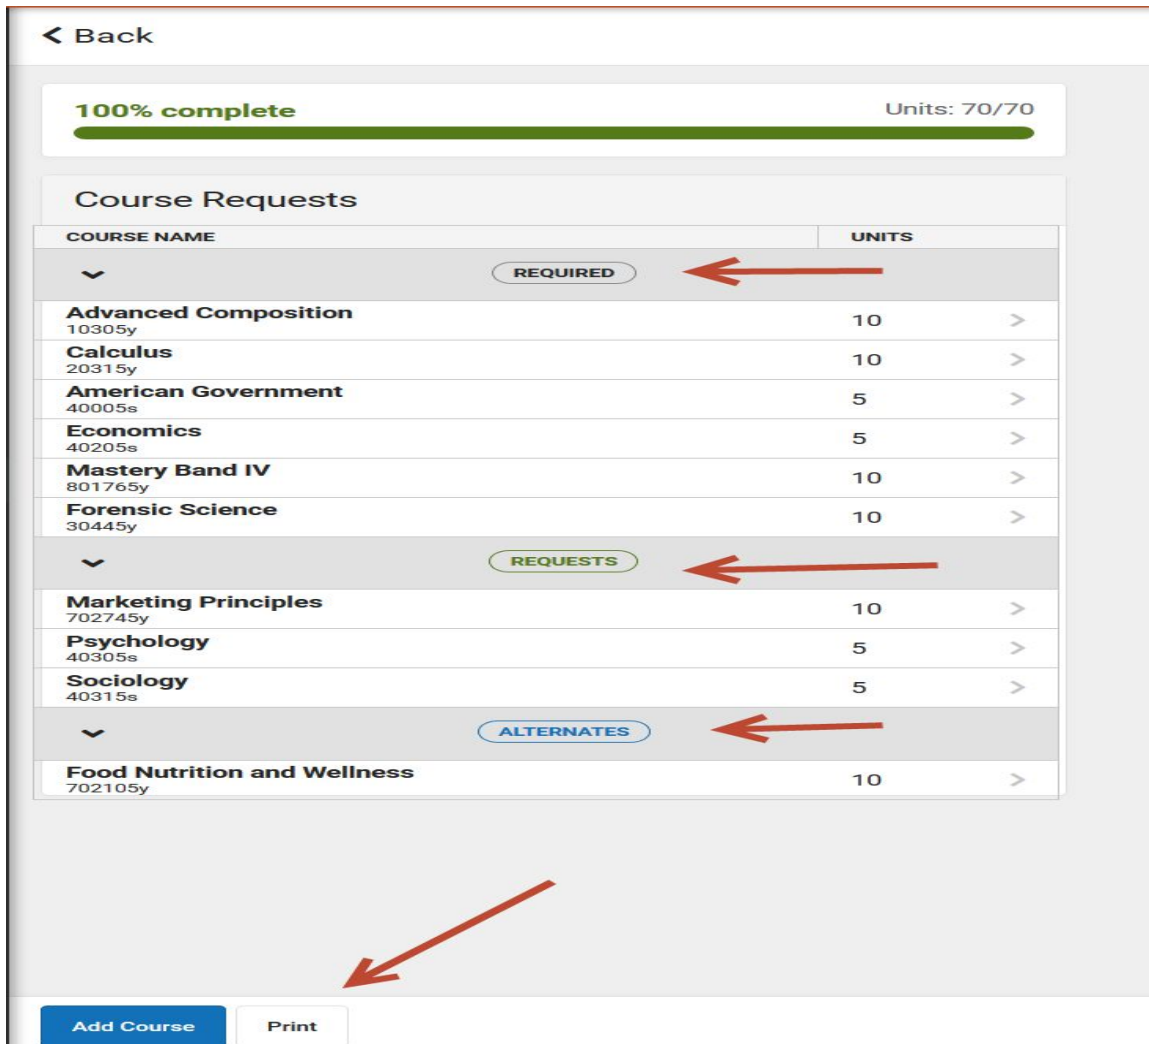 Back
100% complete Units: 70/70
Course Requests
COURSE NAME UNITS
REQUIRED
Advanced Composition
10305y
10
Calculus
20315y
10
American Government
40005s
5
Economics
40205s
5
Mastery Band IV
801765y
10
Forensic Science
30445y
10
REQUESTS
Marketing Principles
702745y
10
Psychology
40305s
5
Sociology
40315s
5
ALTERNATES
Food Nutrition and Wellness
702105y
10
Add Course Print